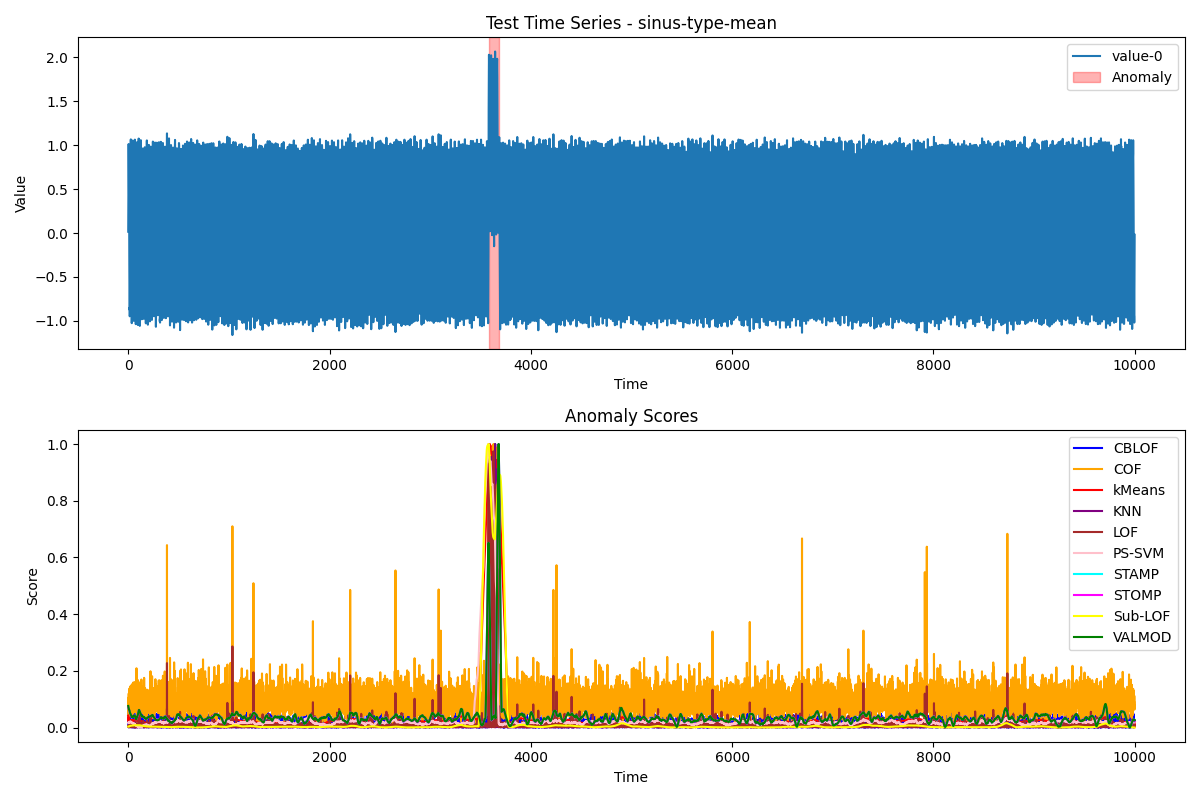 Test Time Series - sinus-type-mean
Value
2.0
1.5
1.0
0.5
0.0
−0.5
−1.0
value-0
Anomaly
0 2000 4000 6000 8000 10000
Time
Anomaly Scores
Score
1.0
0.8
0.6
0.4
0.2
0.0
CBLOF
COF
kMeans
KNN
LOF
PS-SVM
STAMP
STOMP
Sub-LOF
VALMOD
0 2000 4000 6000 8000 10000
Time